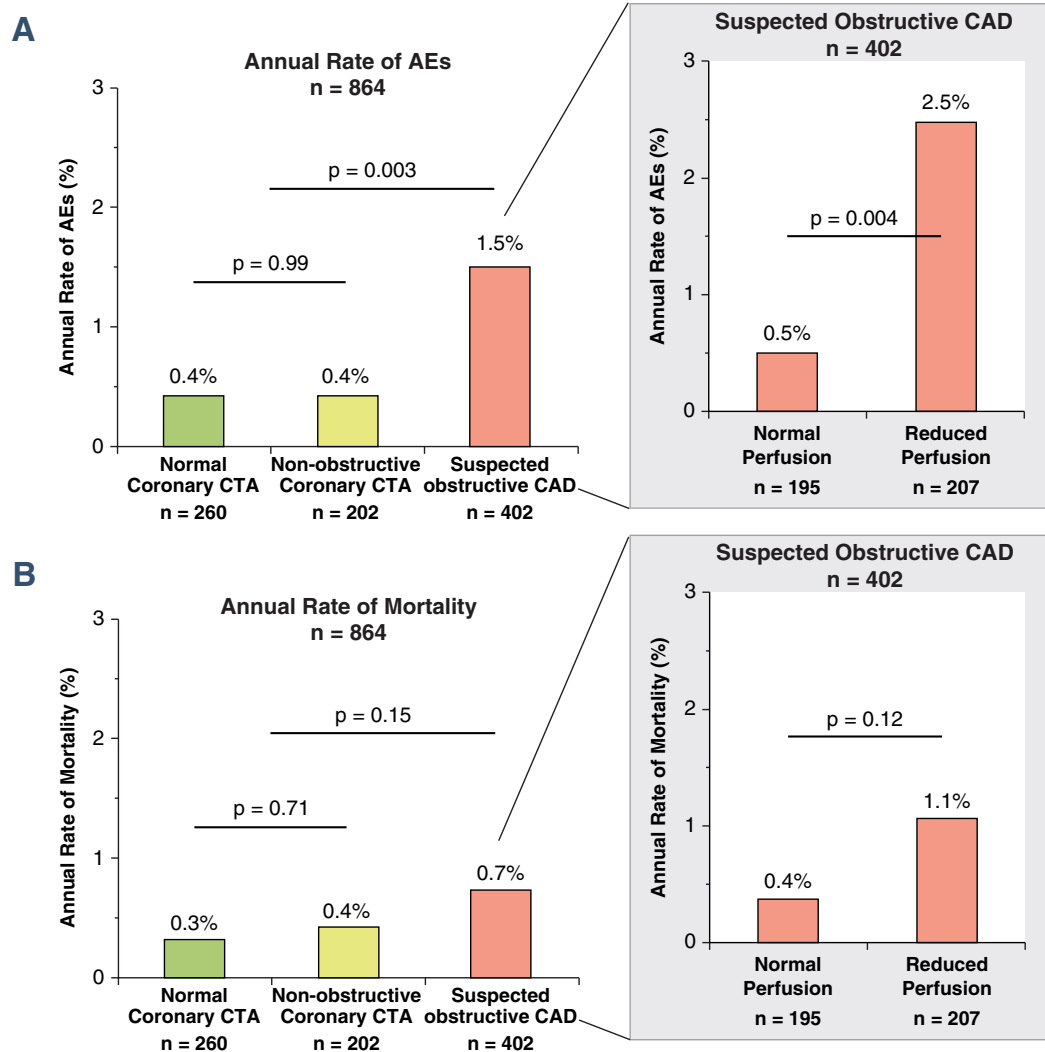 A
Annual Rate of AEs
n = 864
Annual Rate of AEs (%)
3
2
1
0
p = 0.003
p = 0.99
0.4%
0.4%
1.5%
Normal
Coronary CTA
n = 260
Non-obstructive
Coronary CTA
n = 202
Suspected
obstructive CAD
n = 402
Suspected Obstructive CAD
n = 402
Annual Rate of AEs (%)
3
2
1
0
p = 0.004
0.5%
2.5%
Normal
Perfusion
n = 195
Reduced
Perfusion
n = 207
B
Annual Rate of Mortality
n = 864
Annual Rate of Mortality (%)
3
2
1
0
p = 0.15
p = 0.71
0.3%
0.4%
0.7%
Normal
Coronary CTA
n = 260
Non-obstructive
Coronary CTA
n = 202
Suspected
obstructive CAD
n = 402
Suspected Obstructive CAD
n = 402
Annual Rate of Mortality (%)
3
2
1
0
p = 0.12
0.4%
1.1%
Normal
Perfusion
n = 195
Reduced
Perfusion
n = 207